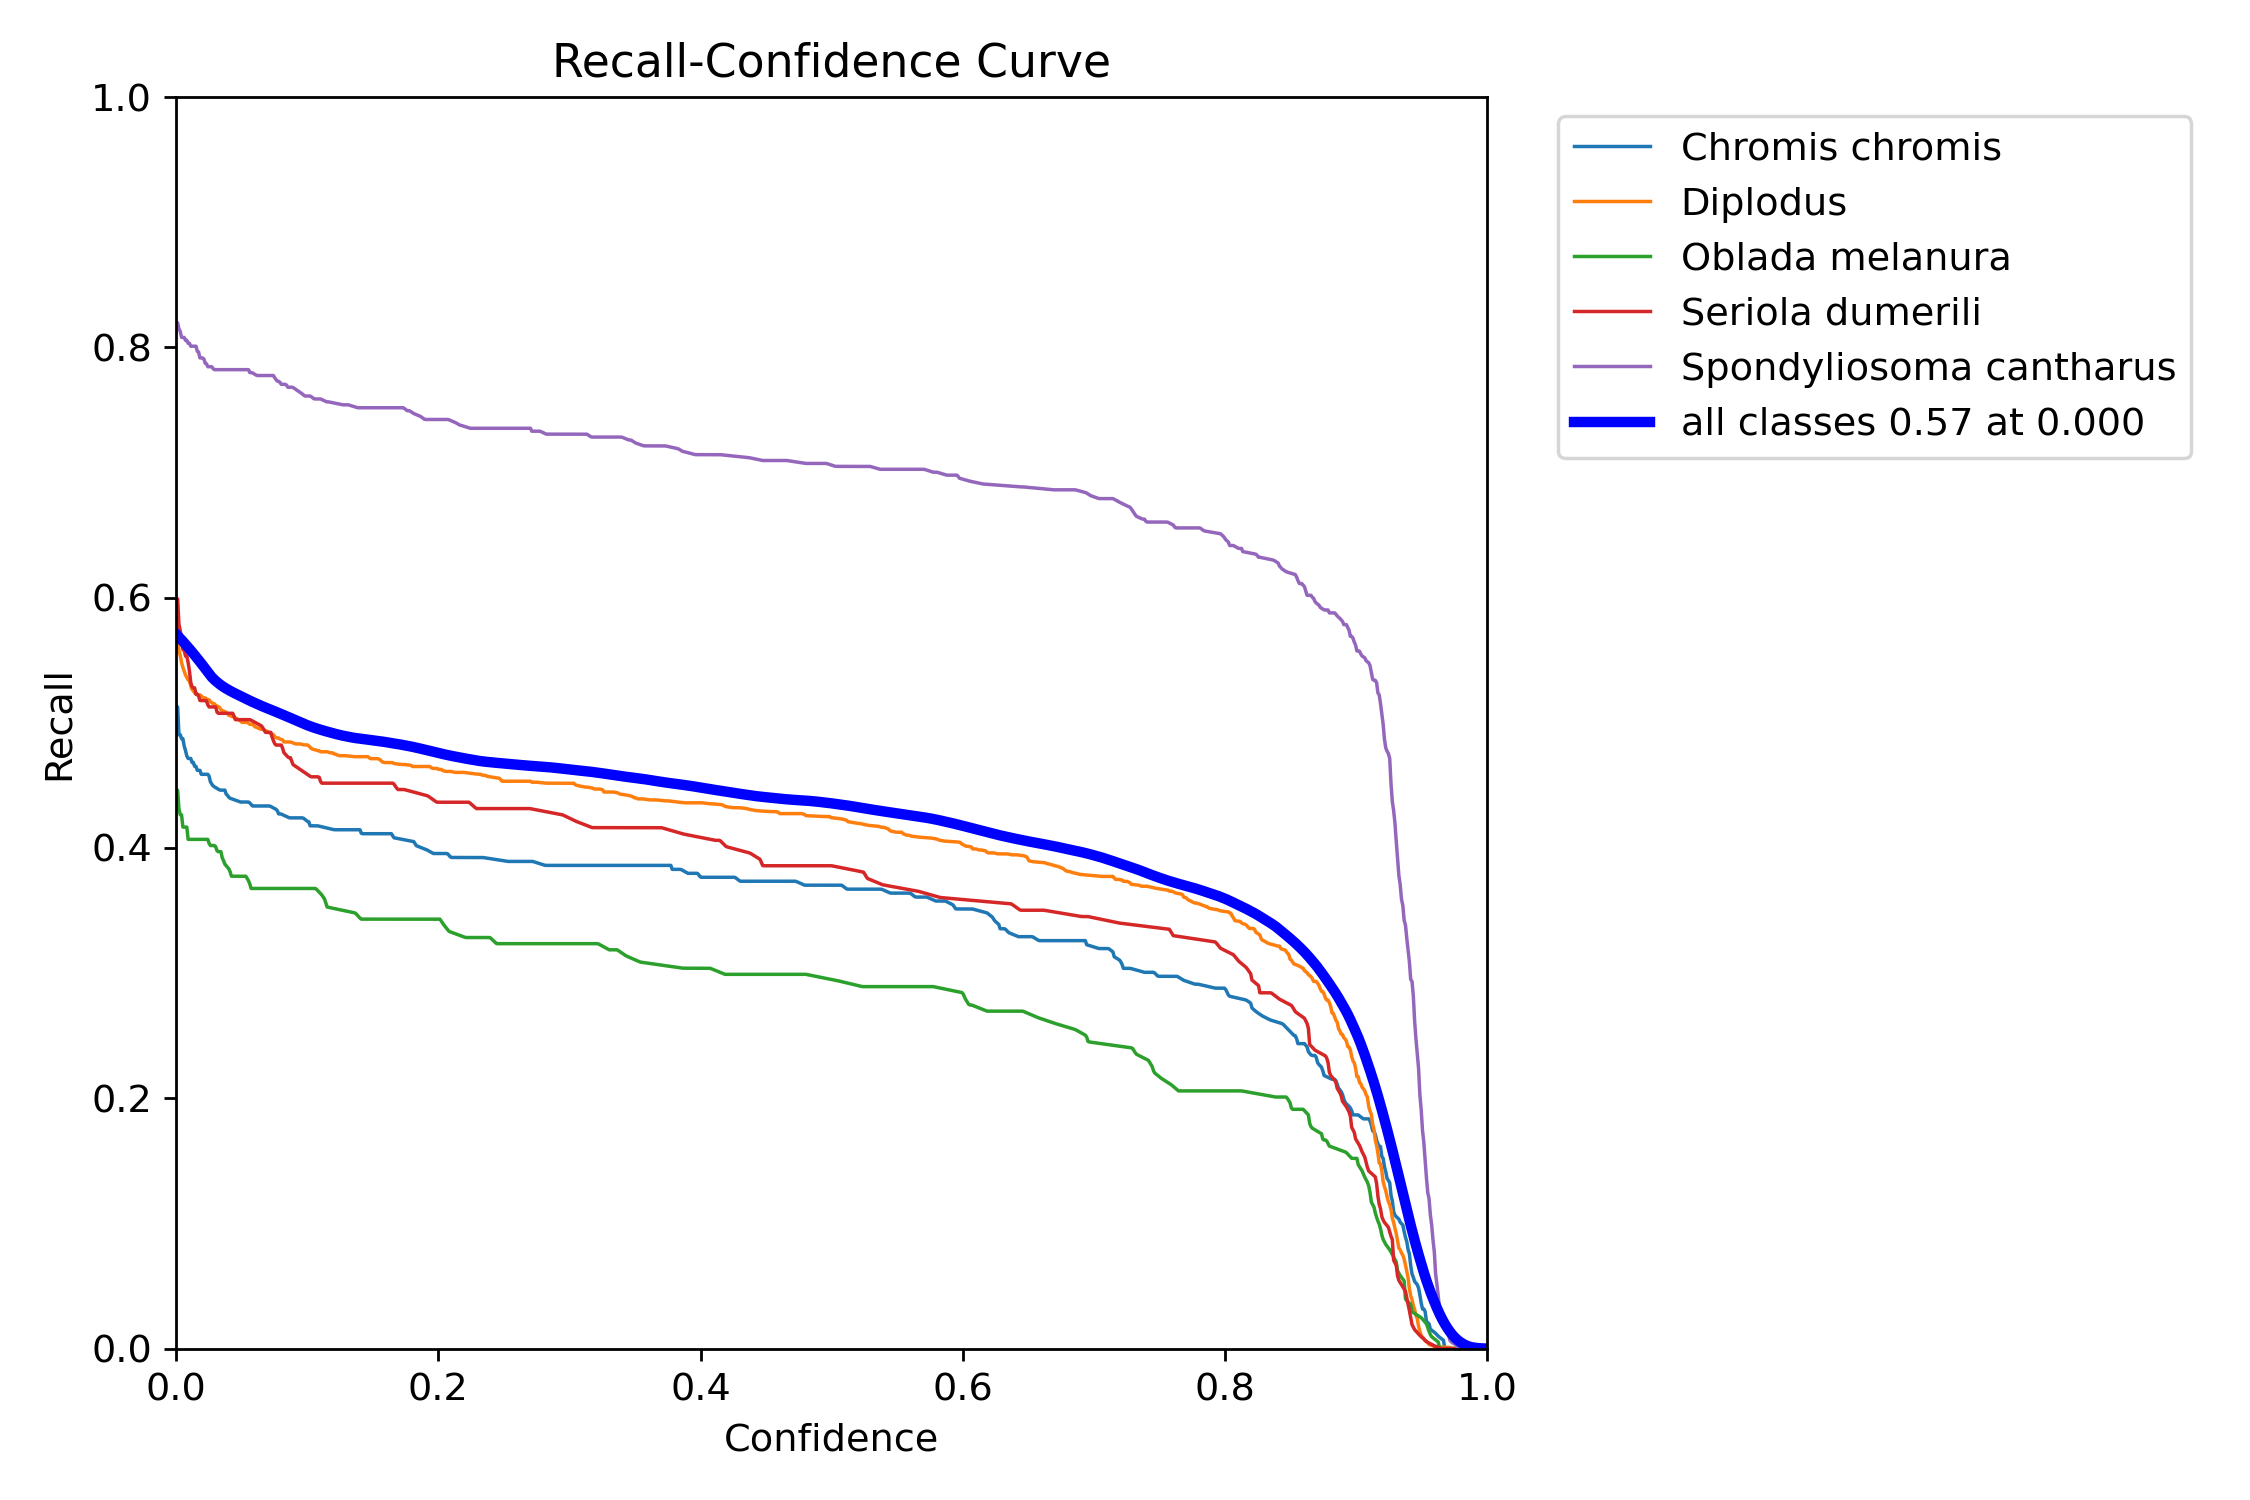 Recall-Confidence Curve
1.0
0.8
0.6
0.4
0.2
0.0
Recall
0.0 0.2 0.4 0.6 0.8 1.0
Confidence
Chromis chromis
Diplodus
Oblada melanura
Seriola dumerili
Spondyliosoma cantharus
all classes 0.57 at 0.000